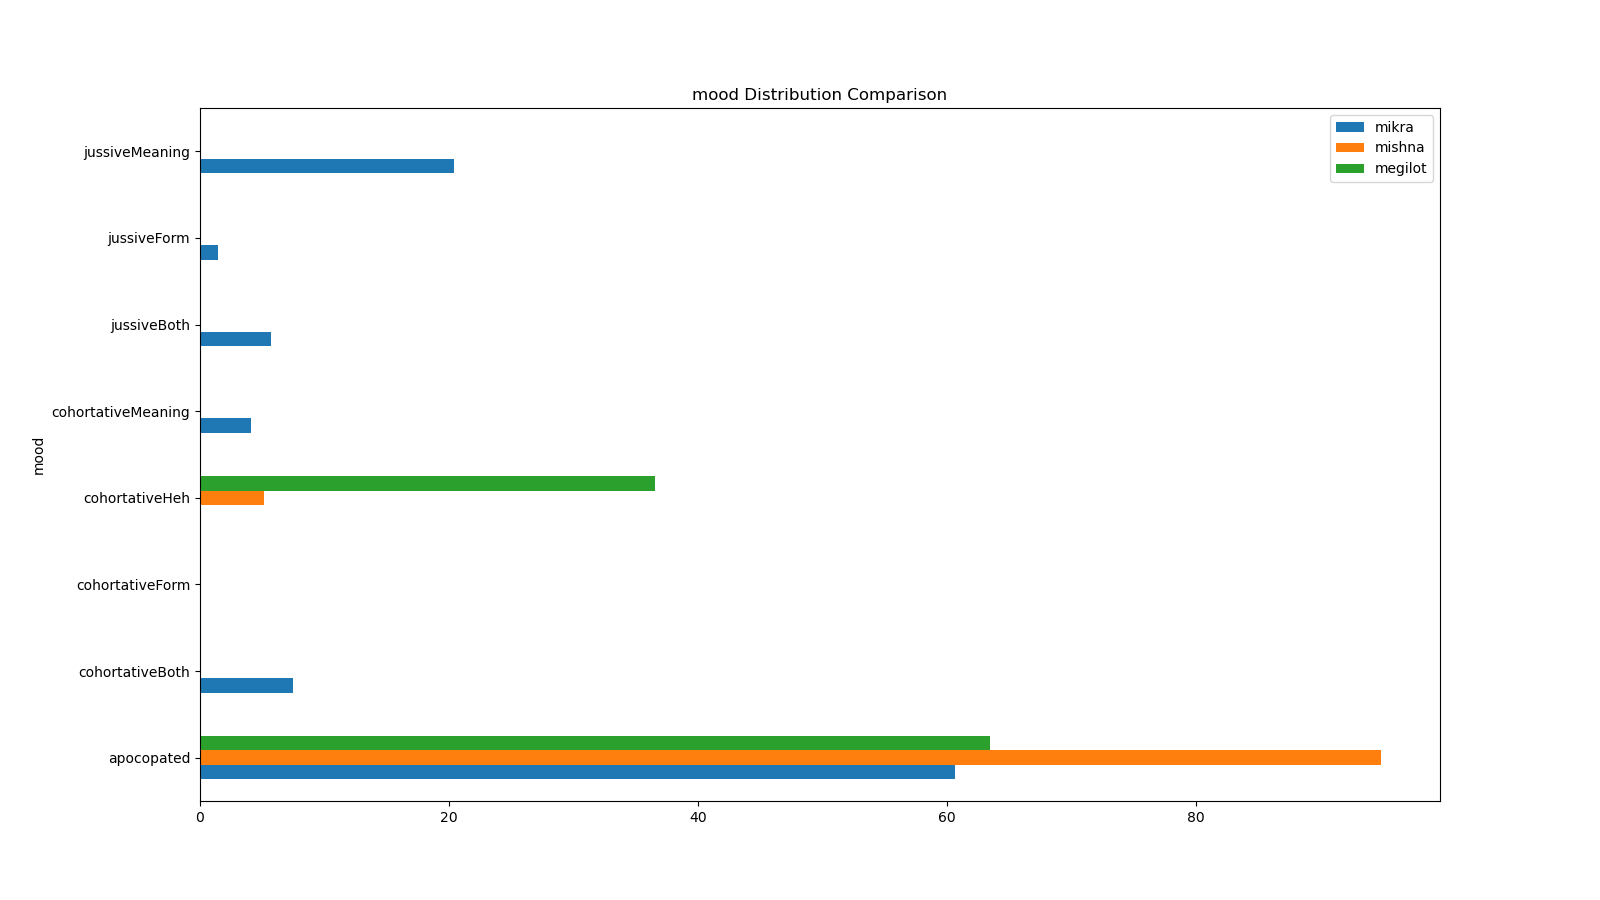 mood Distribution Comparison
mikra
mishna
megilot
jussiveMeaning
jussiveForm
jussiveBoth
cohortativeMeaning
cohortativeHeh
cohortativeForm
cohortativeBoth
apocopated
mood
0 20 40 60 80